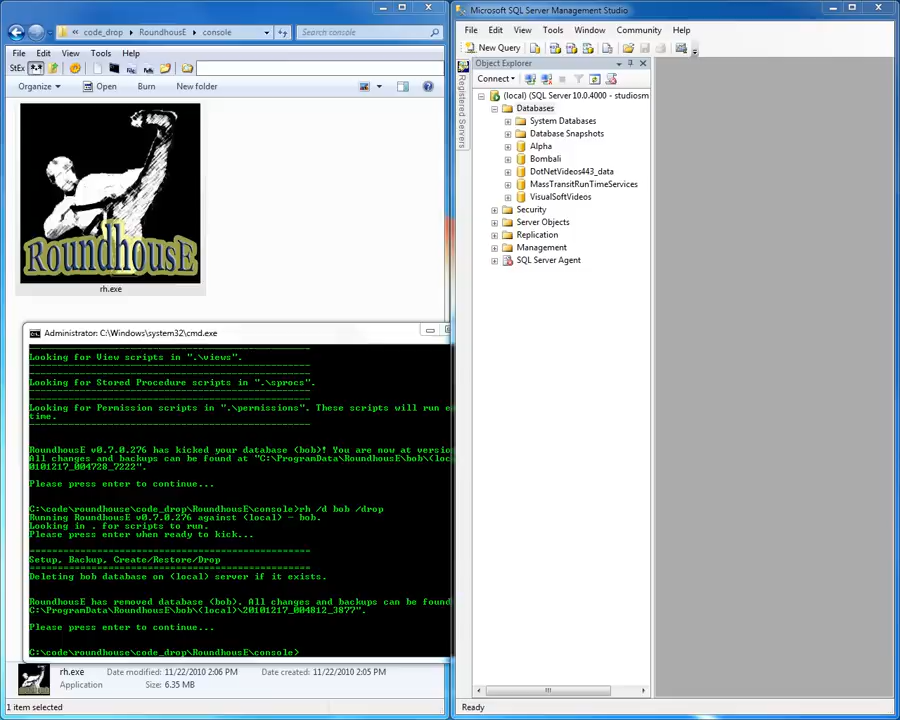 code_drop
RoundhousE
console
Search console
File Edit View Tools Help
StEx
Organize
Open
Burn
New folder
RoundhousE
rh.exe
Administrator: C:\Windows\system32\cmd.exe
Looking for View scripts in ".\views".
Looking for Stored Procedure scripts in ".\sprocs".
Looking for Permission scripts in ".\permissions". These scripts will run e
time.
RoundhousE v0.7.0.276 has kicked your database (bob)! You are now at versio
All changes and backups can be found at "C:\ProgramData\RoundhousE\bob\(loc
0101217_004728_7222".
Please press enter to continue...
C:\code\roundhouse\code_drop\RoundhousE\console>rh /d bob /drop
Running RoundhousE v0.7.0.276 against (local) - bob.
Looking in . for scripts to run.
Please press enter when ready to kick...
Setup, Backup, Create/Restore/Drop
Deleting bob database on (local) server if it exists.
RoundhousE has removed database (bob). All changes and backups can be found
C:\ProgramData\RoundhousE\bob\(local)\20101217_004812_3877".
Please press enter to continue...
C:\code\roundhouse\code_drop\RoundhousE\console>
rh.exe
Date modified: 11/22/2010 2:06 PM
Date created: 11/22/2010 2:05 PM
Application
Size: 6.35 MB
1 item selected
Microsoft SQL Server Management Studio
File Edit View Tools Window Community Help
New Query
Registered Servers
Object Explorer
Connect
(local) (SQL Server 10.0.4000 - studiosm
Databases
System Databases
Database Snapshots
Alpha
Bombali
DotNetVideos443_data
MassTransitRunTimeServices
VisualSoftVideos
Security
Server Objects
Replication
Management
SQL Server Agent
Ready